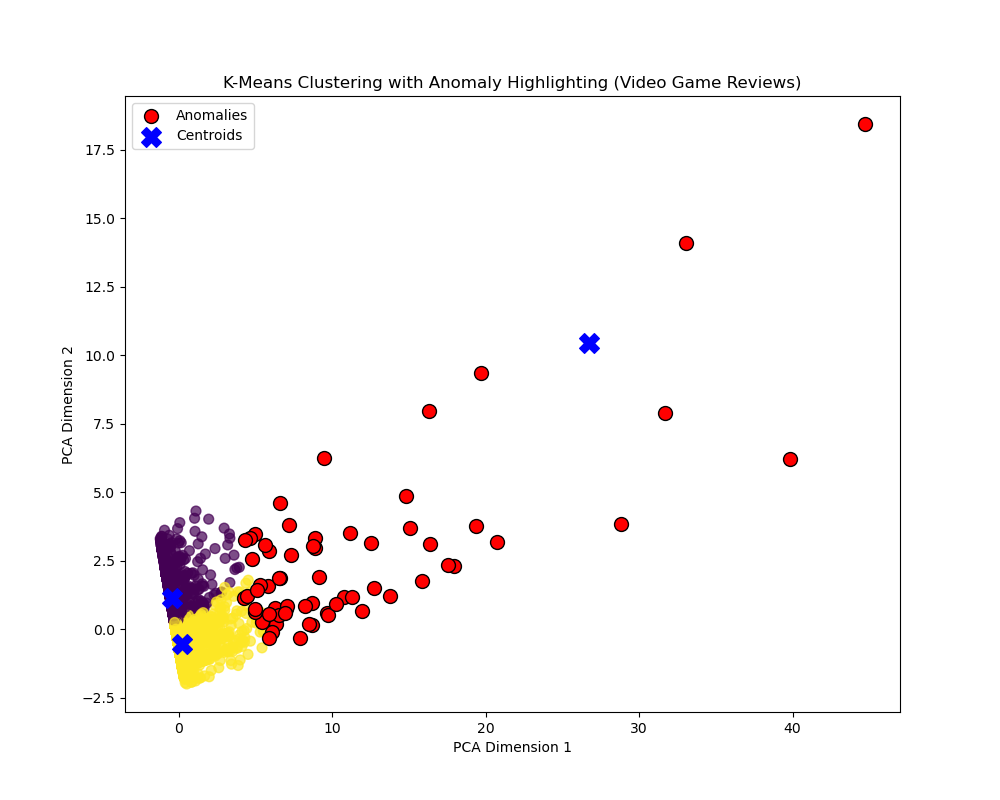 K-Means Clustering with Anomaly Highlighting (Video Game Reviews)
Anomalies
Centroids
17.5
15.0
12.5
10.0
7.5
5.0
2.5
0.0
−2.5
PCA Dimension 2
0
10
20
30
40
PCA Dimension 1